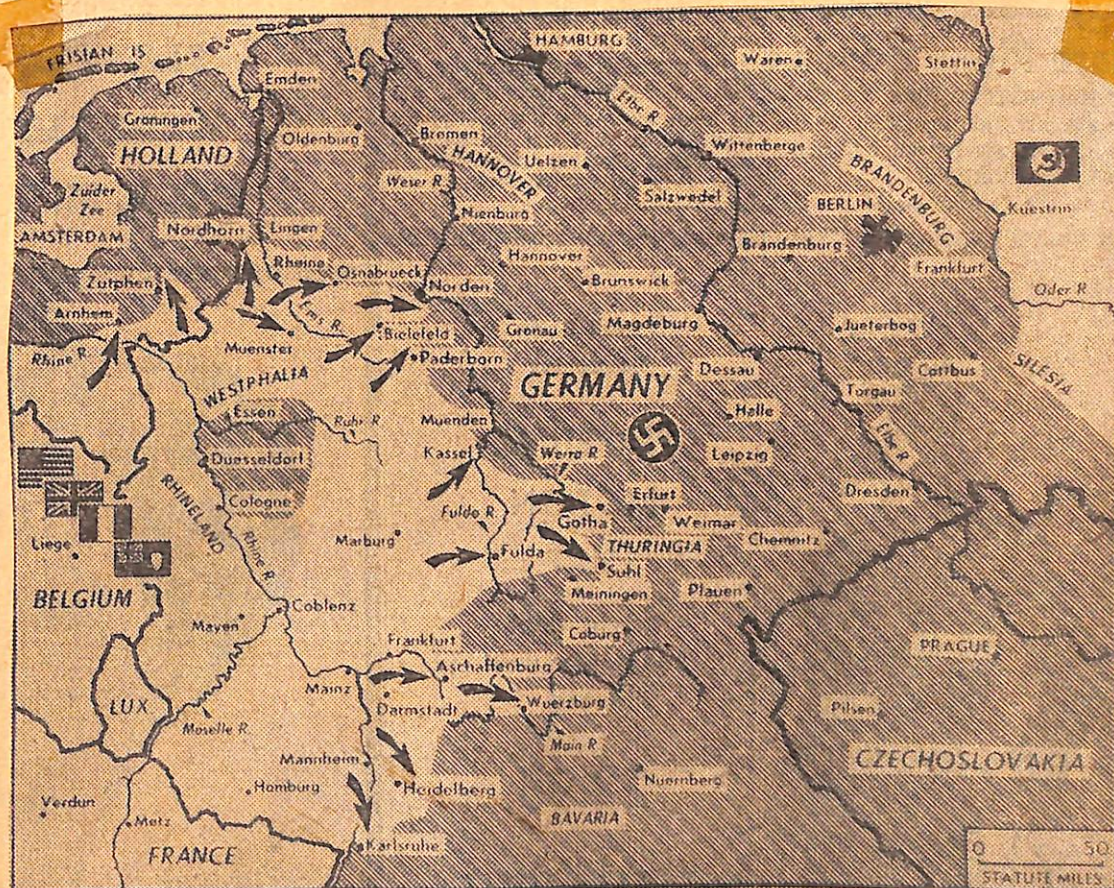 FRISIAN IS
HAMBURG
Waren
Stettin
Emden
Elbe R
Groningen
Oldenburg
Bremen
Wittenberge
HOLLAND
HANNOVER
Uelzen
BRANDENBURG
Weser R
Salzwedel
Zuider
Zee
Nienburg
BERLIN
Kuestrin
AMSTERDAM
Nordhorn
Lingen
Brandenburg
Hannover
Rheine
Osnabrueck
Frankfurt
Zutphen
Norden
Brunswick
Oder R.
Arnhem
Ems R.
Bielefeld
Gronau
Magdeburg
Jueterbog
Rhine R.
Muenster
Paderborn
SILESIA
WESTPHALIA
GERMANY
Dessau
Cottbus
Torgau
Essen
Ruhr R
Muenden
Halle
Elbe R
Duesseldorf
Kassel
Werra R
Leipzig
RHINELAND
Cologne
Erfurt
Dresden
Fulda R
Gotha
Weimar
Liege
Rhine R.
Marburg
Fulda
THURINGIA
Chemnitz
Suhl
BELGIUM
Meiningen
Plauen
Coblenz
Mayen
Frankfurt
Coburg
PRAGUE
Aschaffenburg
LUX
Mainz
Darmstadt
Wuerzburg
Pilsen
Moselle R.
Main R
Mannheim
CZECHOSLOVAKIA
Homburg
Heidelberg
Nuernberg
Verdun
Metz
BAVARIA
FRANCE
Karlsruhe
0 50
STATUTE MILES